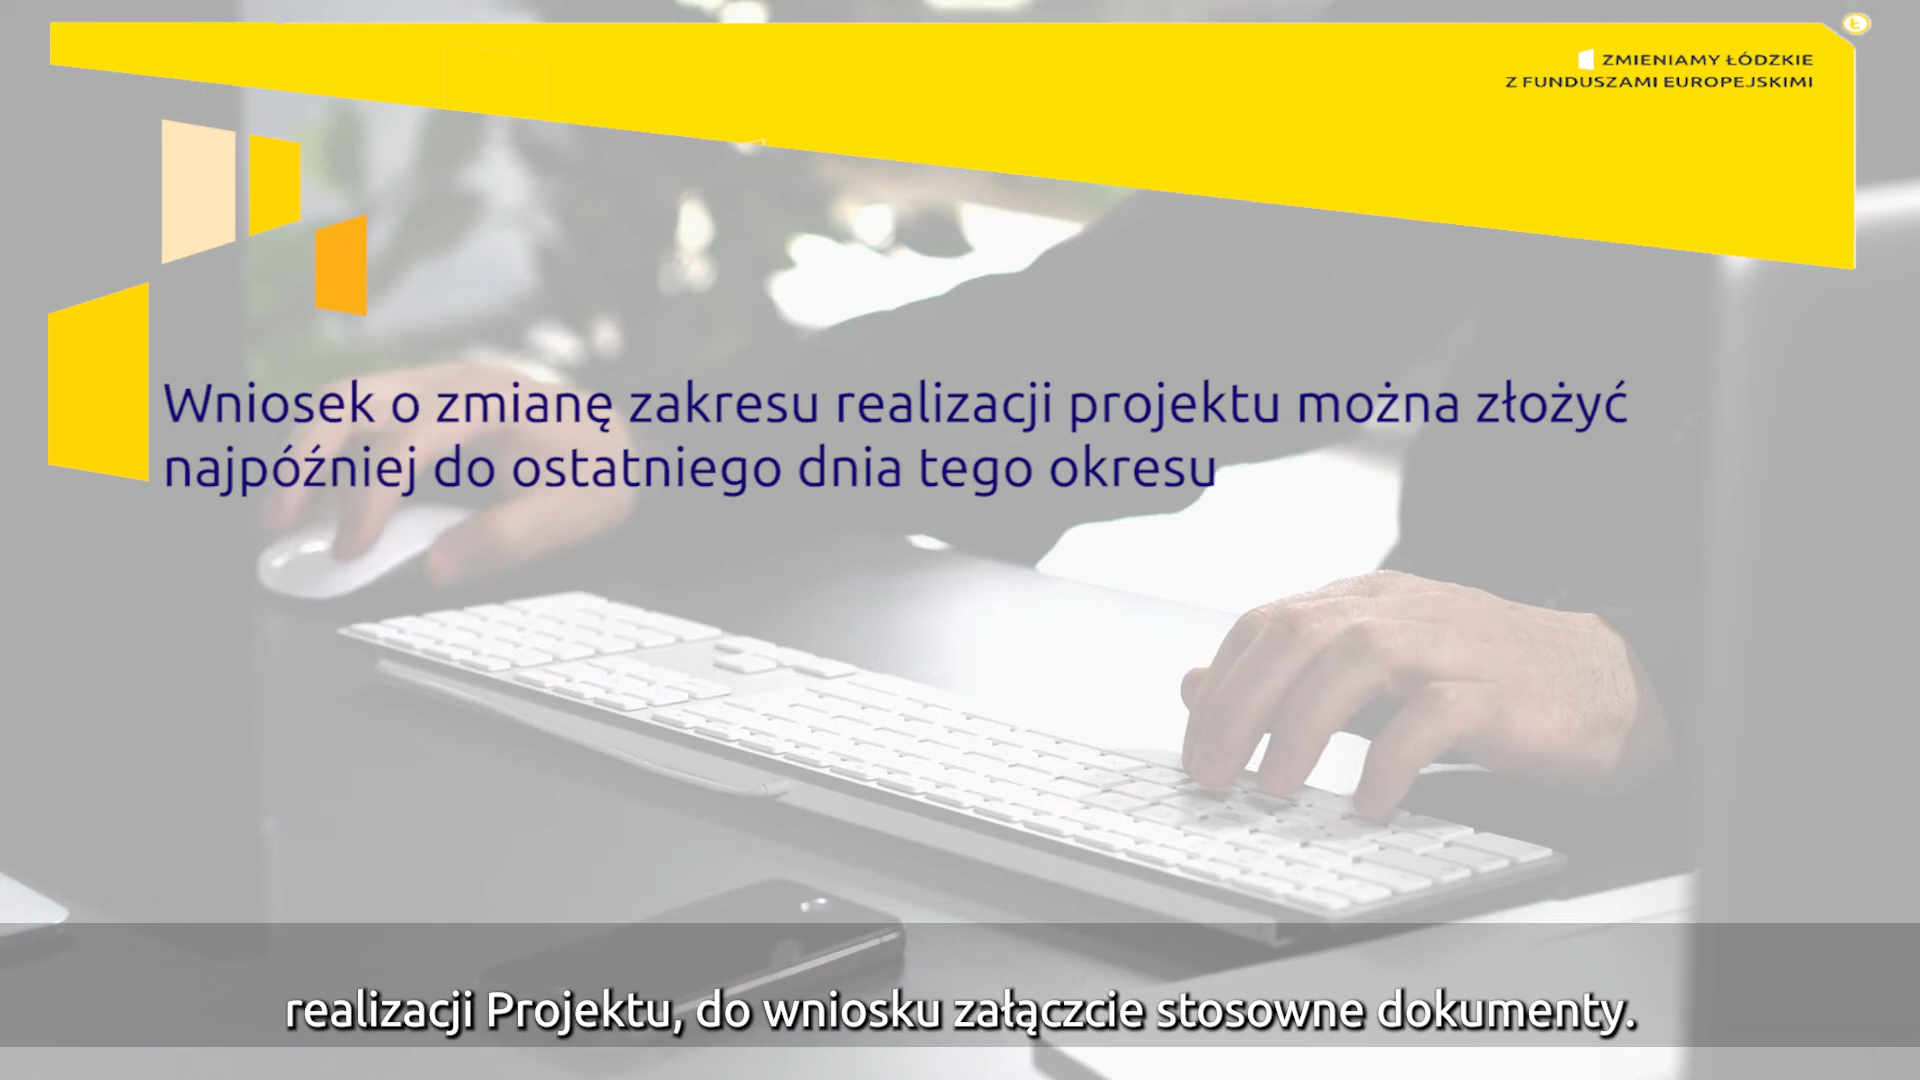 ZMIENIAMY ŁÓDZKIE
Z FUNDUSZAMI EUROPEJSKIMI
Wniosek o zmianę zakresu realizacji projektu można złożyć
najpóźniej do ostatniego dnia tego okresu
realizacji Projektu, do wniosku załączcie stosowne dokumenty.